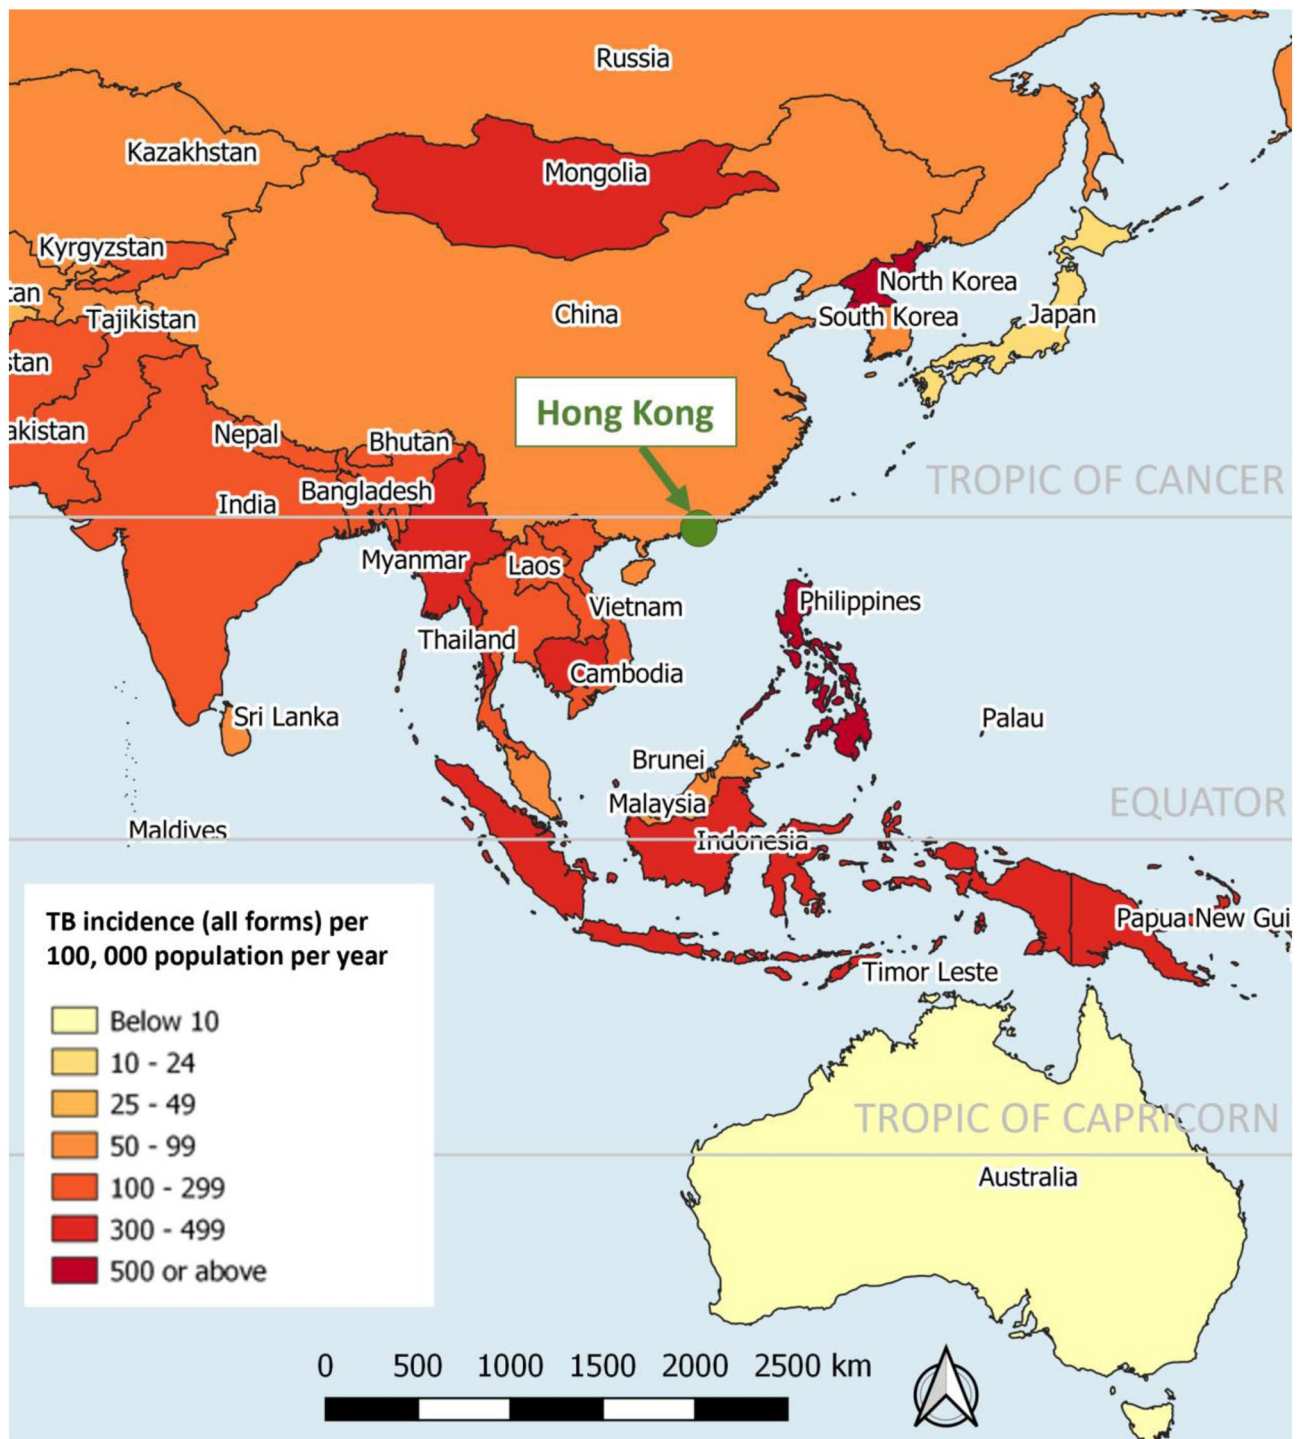 Russia
Kazakhstan
Mongolia
Kyrgyzstan
North Korea
tan
China
South Korea
Japan
Tajikistan
stan
Hong Kong
akistan
Nepal
Bhutan
TROPIC OF CANCER
Bangladesh
India
Myanmar
Laos
Vietnam
Philippines
Thailand
Cambodia
Sri Lanka
Palau
Brunei
Malaysia
EQUATOR
Maldives
Indonesia
Papua New Gui
Timor Leste
TB incidence (all forms) per
100, 000 population per year
Below 10
10 - 24
25 - 49
50 - 99
100 - 299
300 - 499
500 or above
TROPIC OF CAPRICORN
Australia
0 500 1000 1500 2000 2500 km